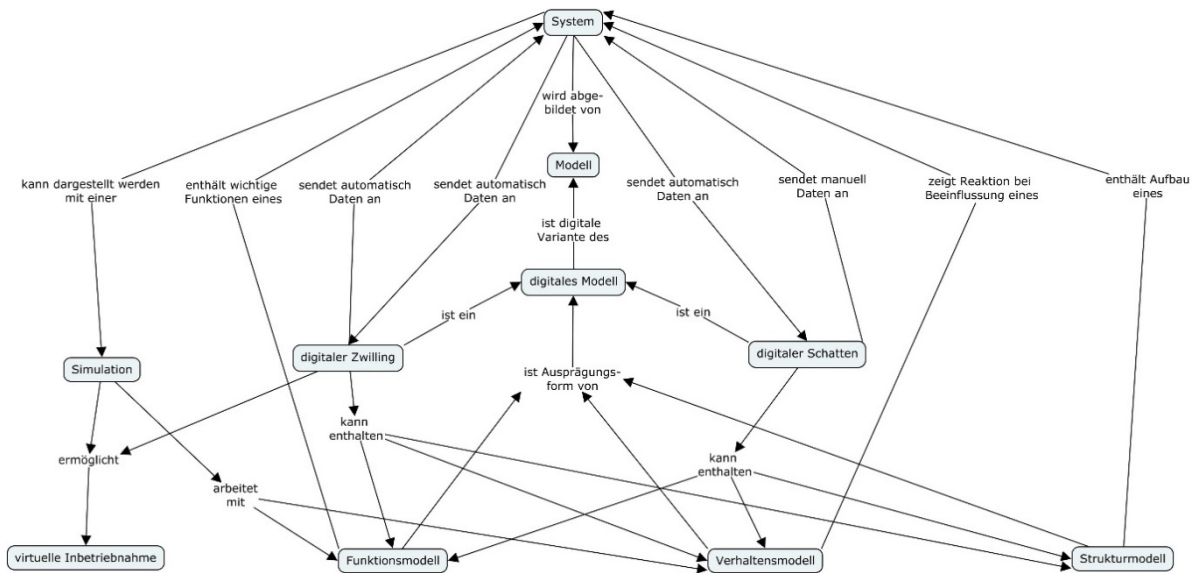 System
wird abge-
bildet von
Modell
kann dargestellt werden
mit einer
enthält wichtige
Funktionen eines
sendet automatisch
Daten an
sendet automatisch
Daten an
sendet automatisch
Daten an
sendet manuell
Daten an
zeigt Reaktion bei
Beeinflussung eines
enthält Aufbau
eines
ist digitale
Variante des
digitales Modell
ist ein
ist ein
Simulation
digitaler Zwilling
digitaler Schatten
ist Ausprägungs-
form von
kann
enthalten
kann
enthalten
ermöglicht
arbeitet
mit
virtuelle Inbetriebnahme
Funktionsmodell
Verhaltensmodell
Strukturmodell